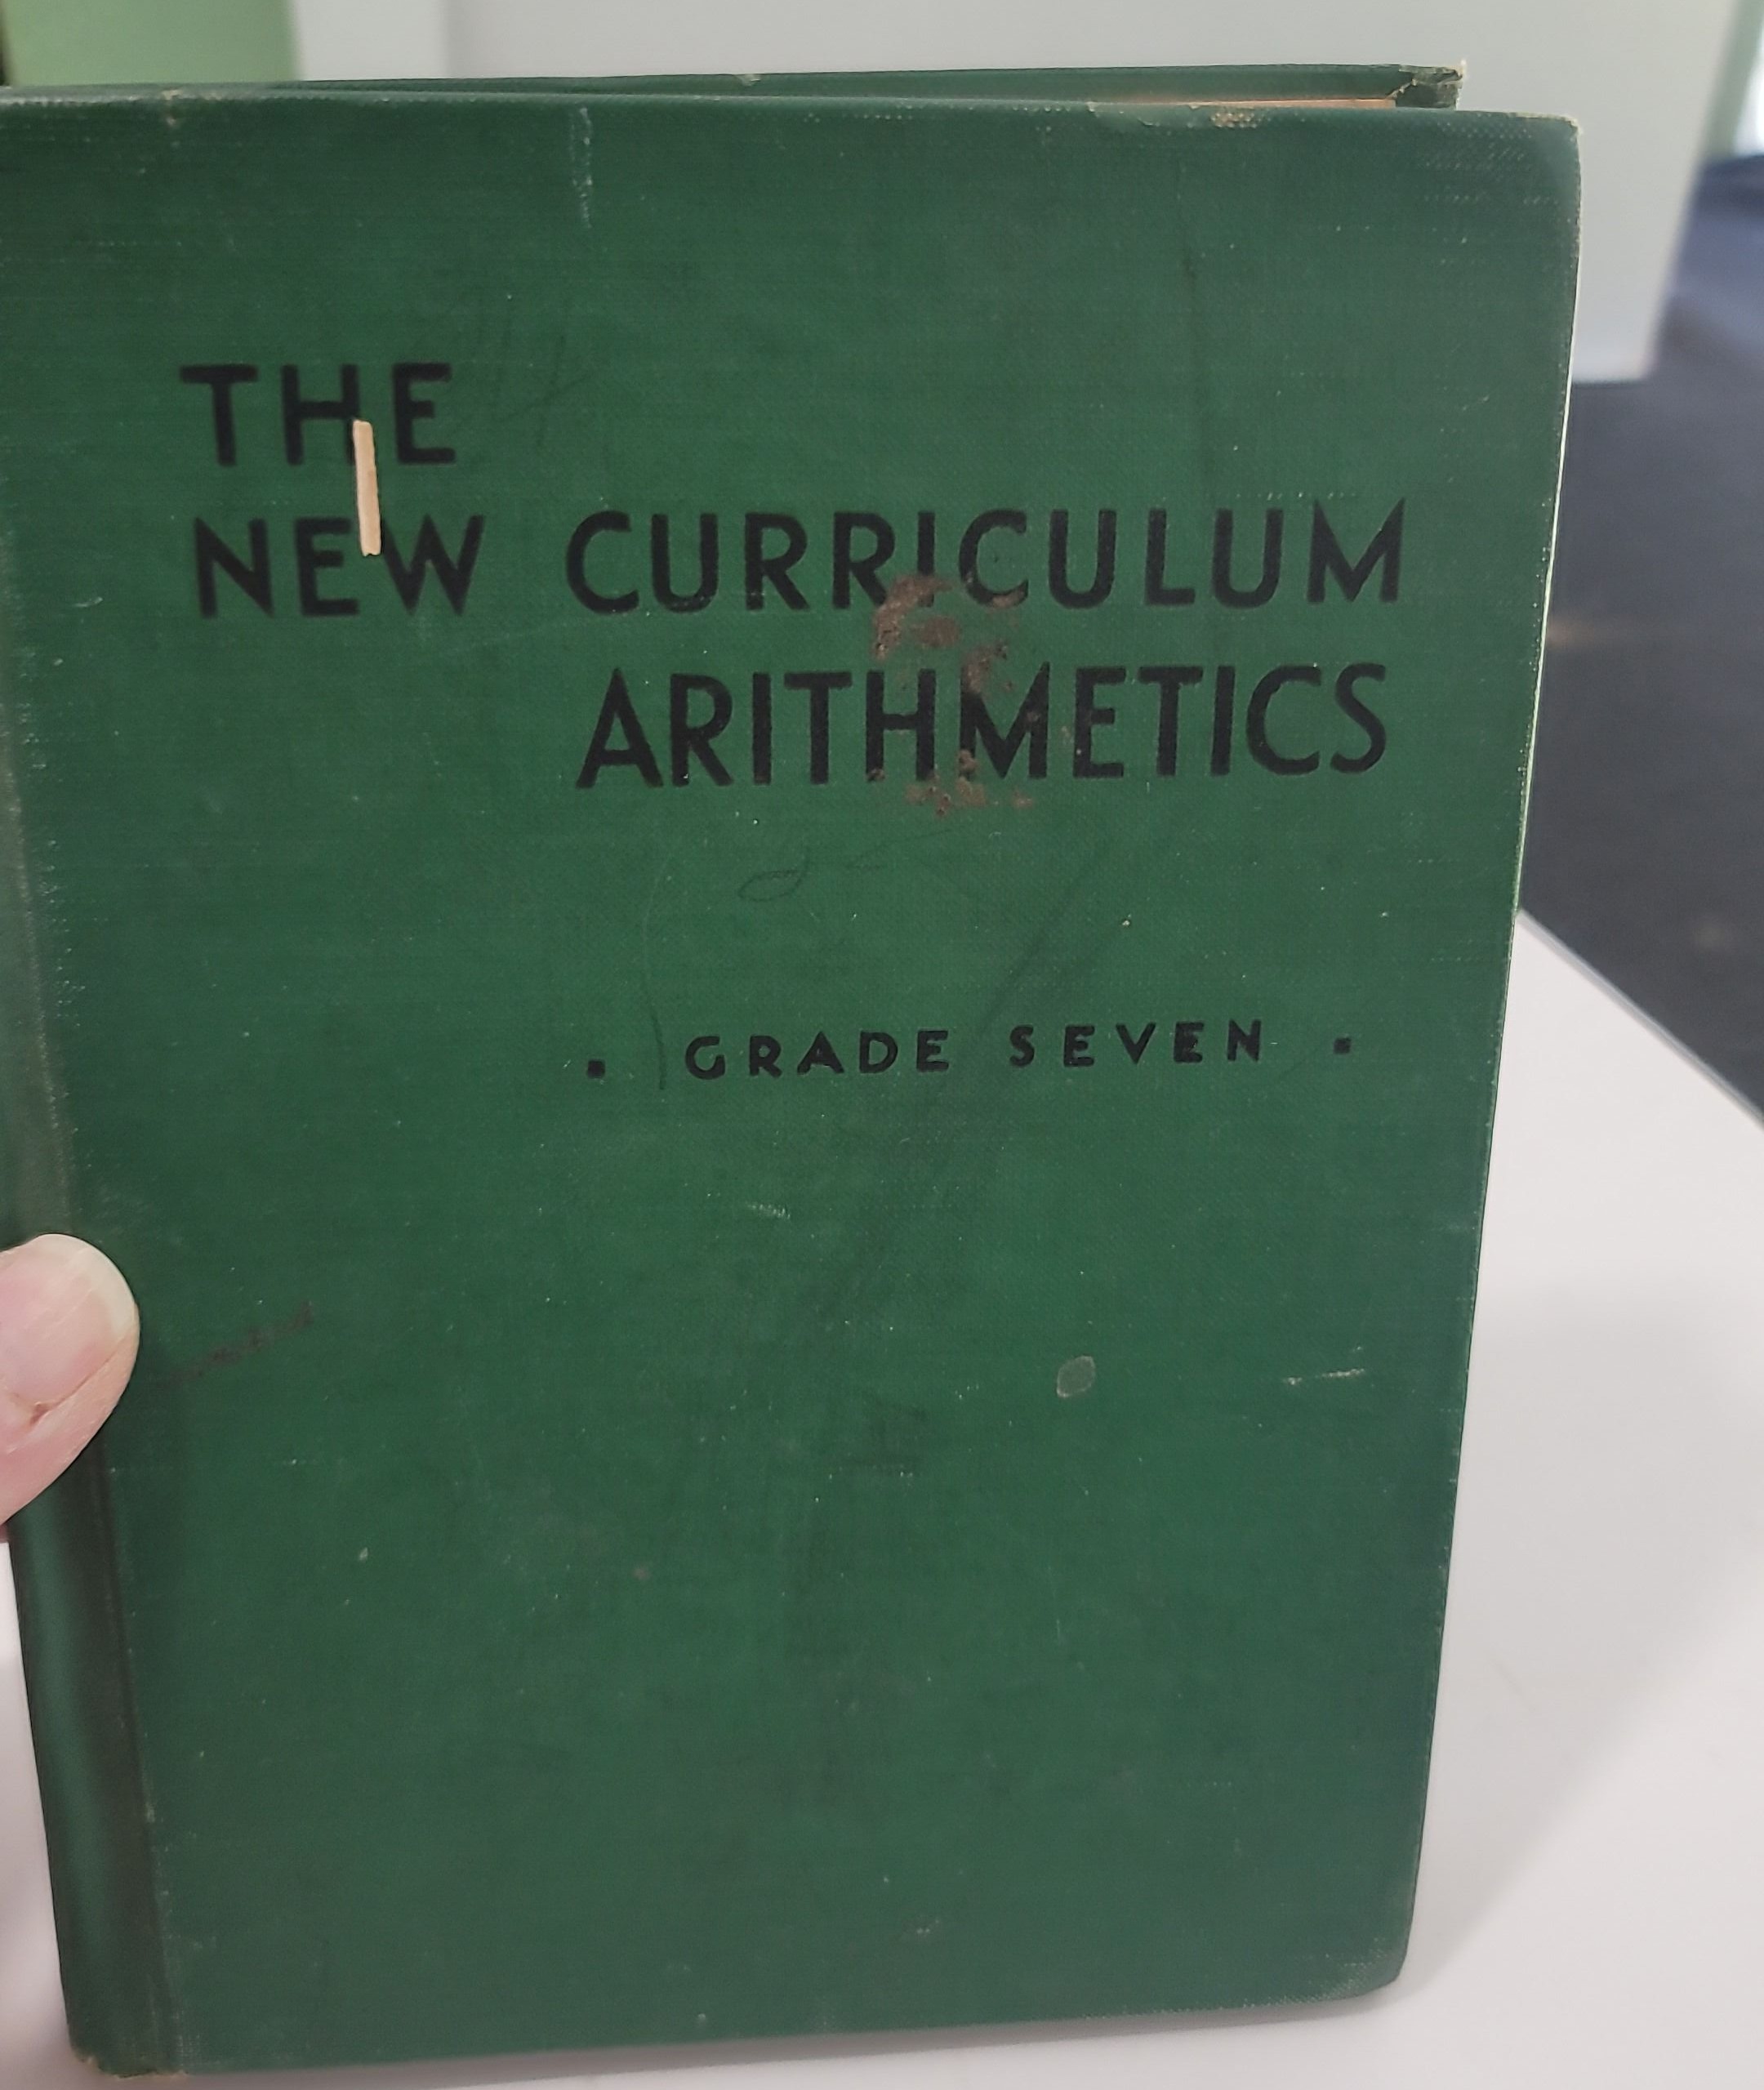 THE
NEW CURRICULUM
ARITHMETICS
· GRADE SEVEN ·